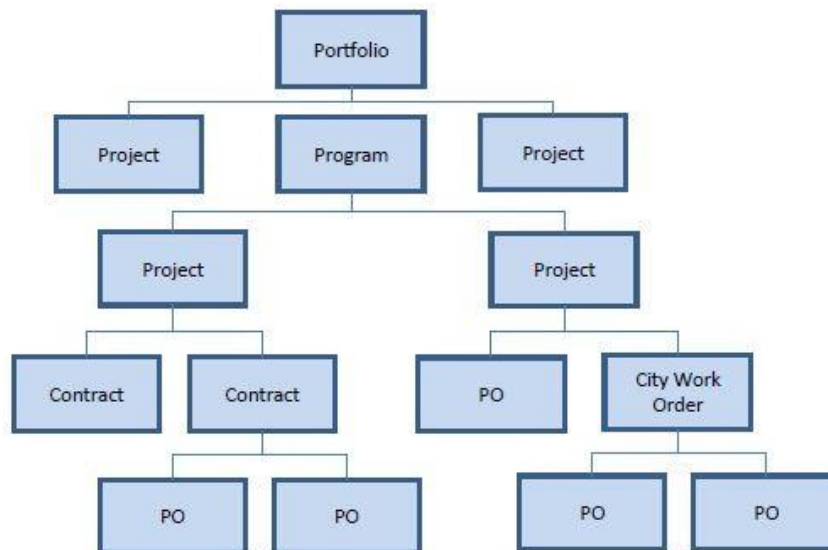 Portfolio
Project
Program
Project
Project
Project
Contract
Contract
PO
City Work
Order
PO
PO
PO
PO